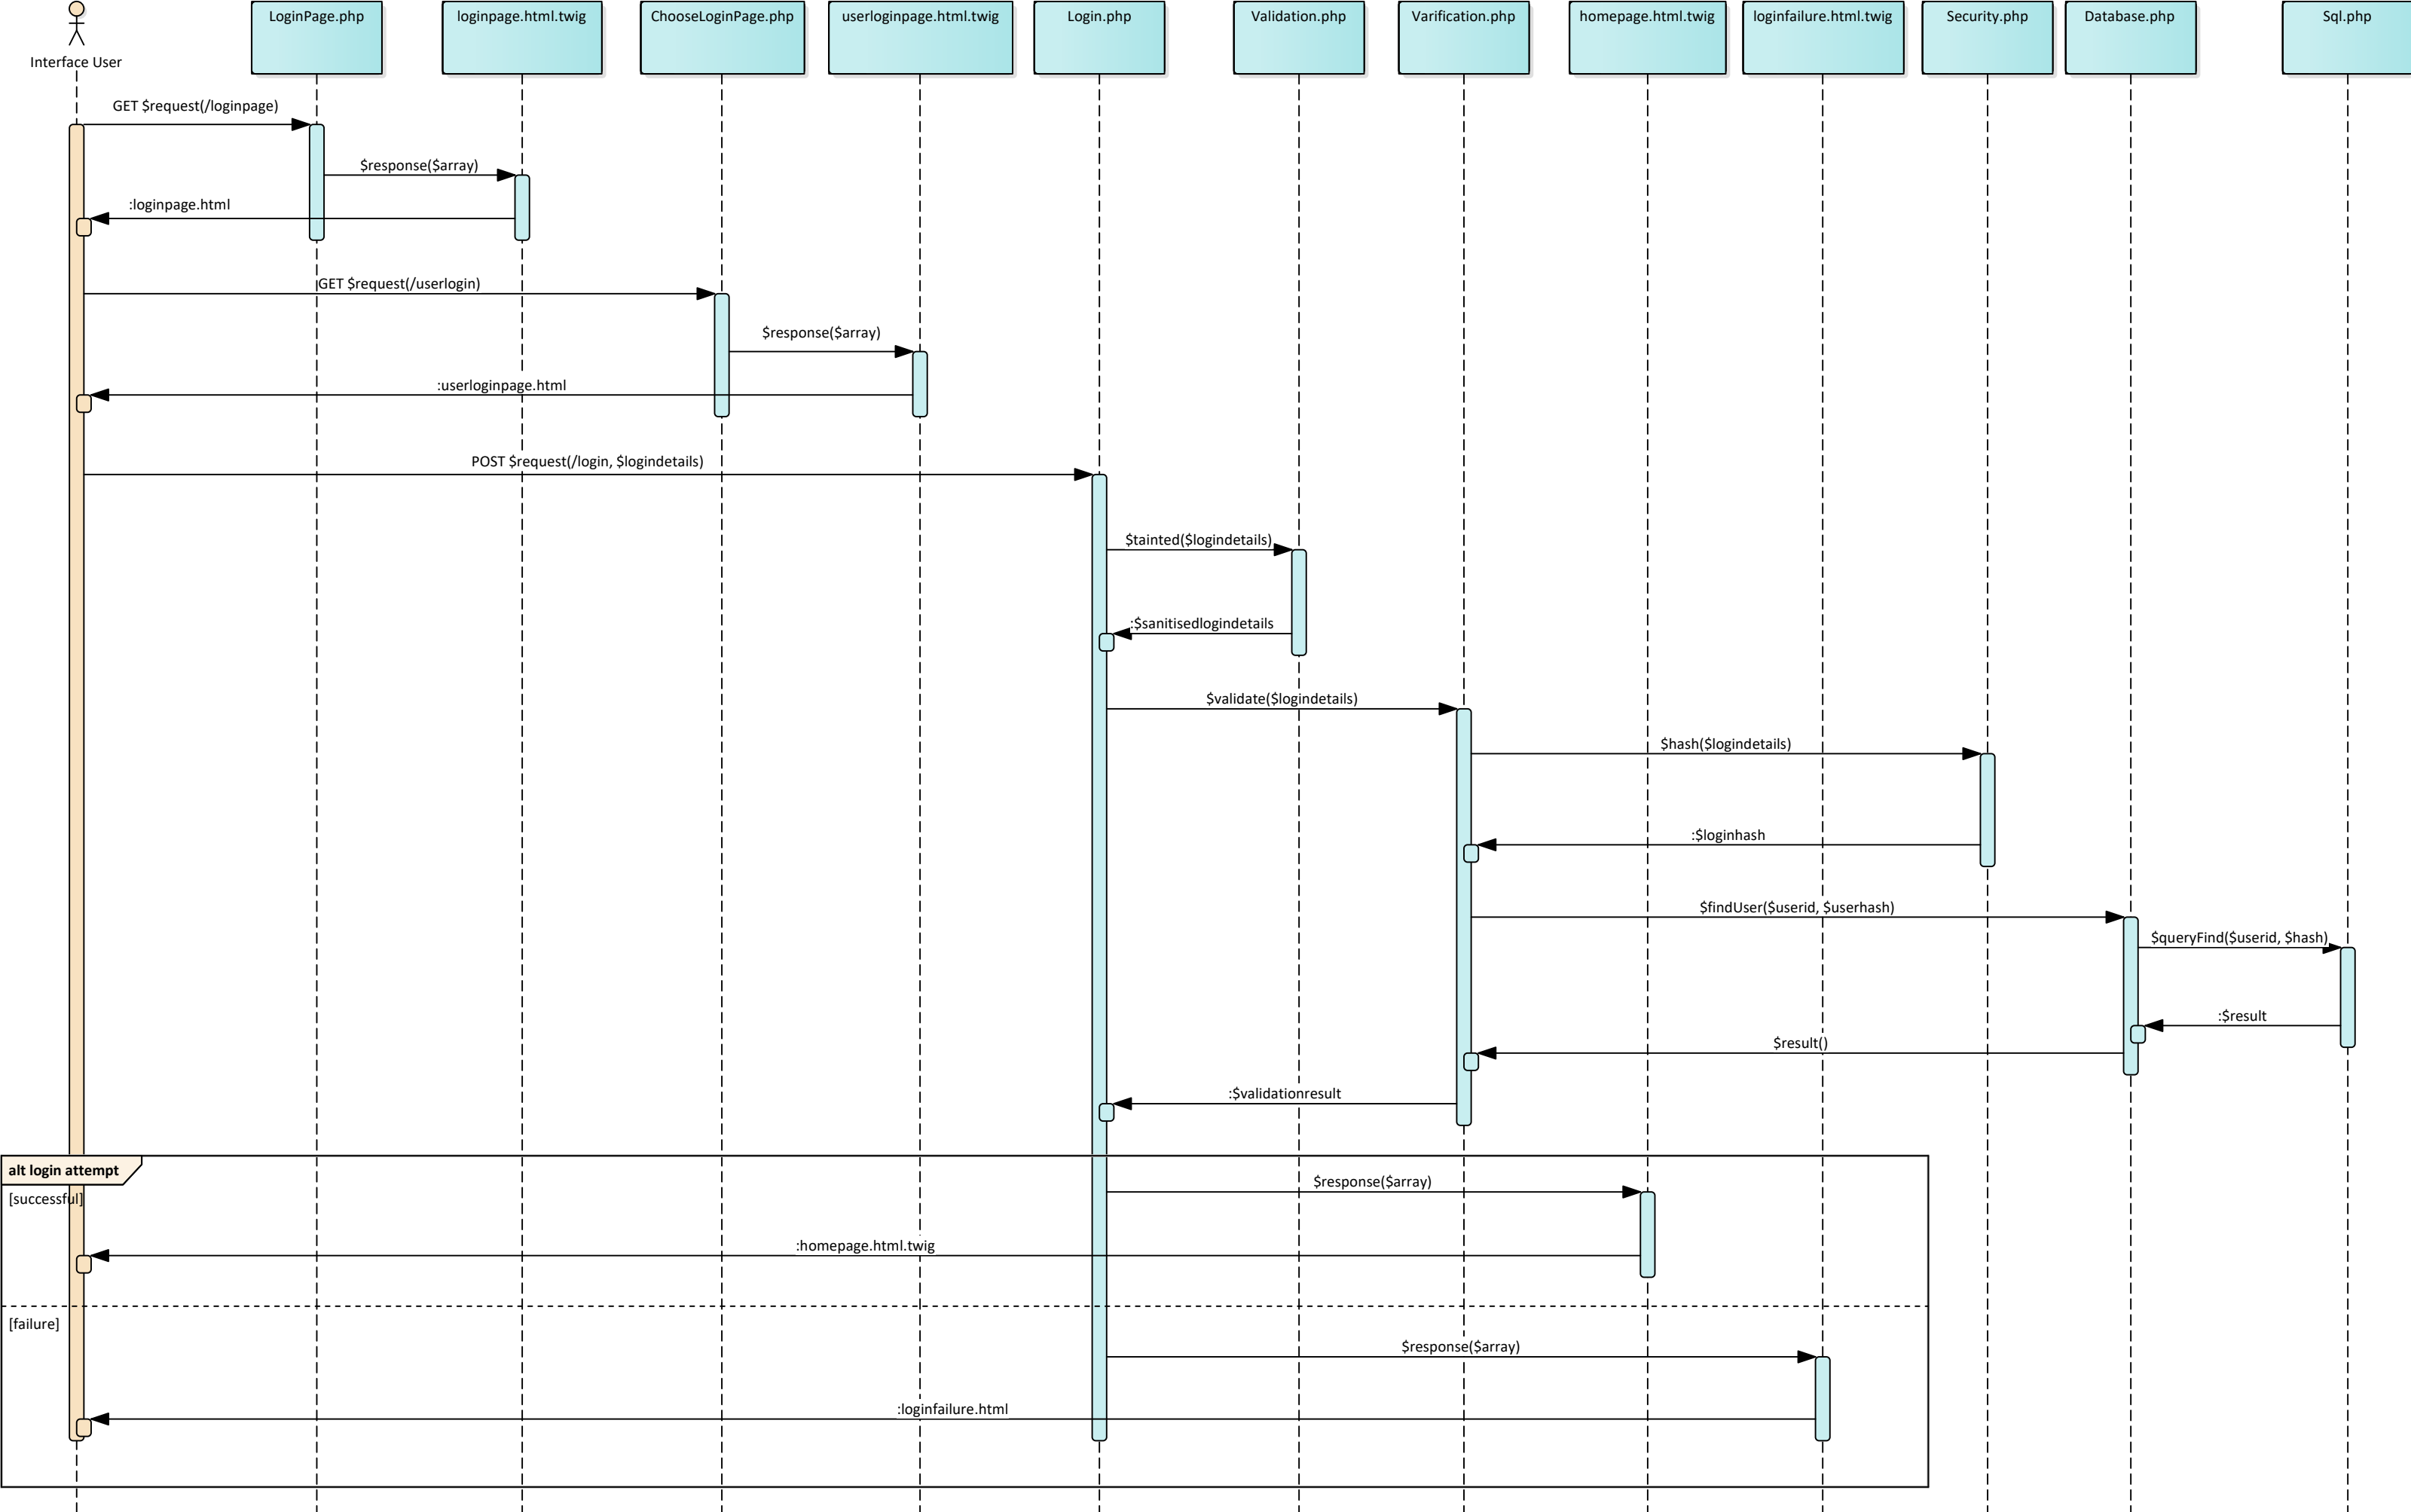 LoginPage.php
loginpage.html.twig
ChooseLoginPage.php
userloginpage.html.twig
Login.php
Validation.php
Varification.php
homepage.html.twig
loginfailure.html.twig
Security.php
Database.php
Sql.php
Interface User
GET $request(/loginpage)
$response($array)
:loginpage.html
GET $request(/userlogin)
$response($array)
:userloginpage.html
POST $request(/login, $logindetails)
$tainted($logindetails)
:$sanitisedlogindetails
$validate($logindetails)
$hash($logindetails)
:$loginhash
$findUser($userid, $userhash)
$queryFind($userid, $hash)
:$result
$result()
:$validationresult
alt login attempt
[successful]
$response($array)
:homepage.html.twig
[failure]
$response($array)
:loginfailure.html